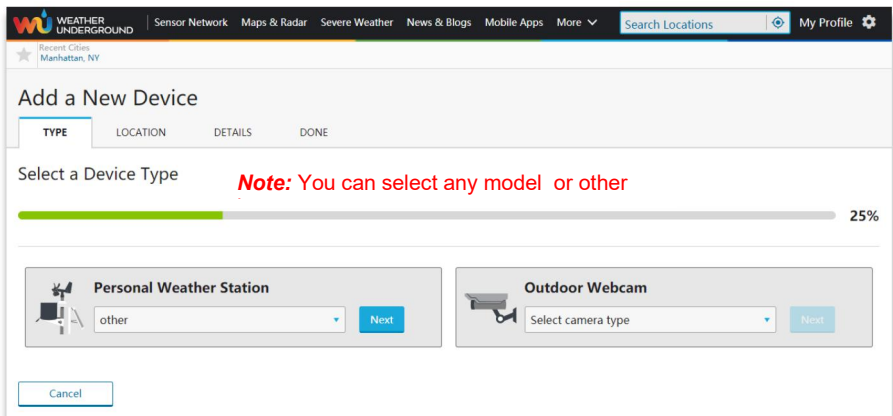 WEATHER
UNDERGROUND
Sensor Network Maps & Radar Severe Weather News & Blogs Mobile Apps More Search Locations My Profile
Recent Cities
Manhattan, NY
Add a New Device
TYPE LOCATION DETAILS DONE
Select a Device Type
Note: You can select any model or other
25%
Personal Weather Station
other Next
Outdoor Webcam
Select camera type Next
Cancel